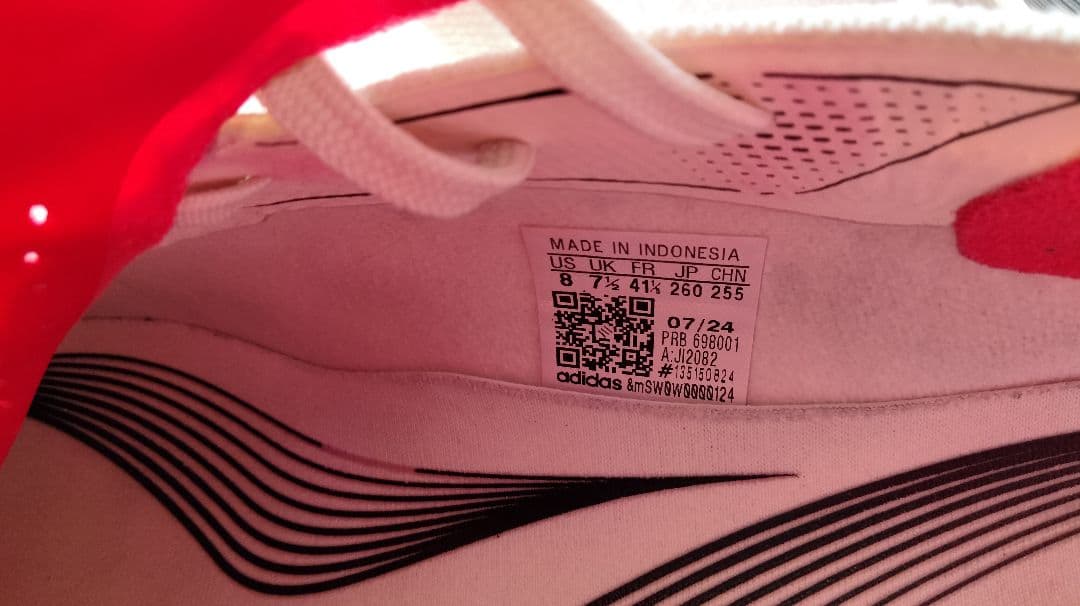 MADE IN INDONESIA
US UK FR JP CHN
8 7½ 41⅓ 260 255
07/24
PRB 698001
A:JI2082
#135150824
adidas &mSW0W0000124